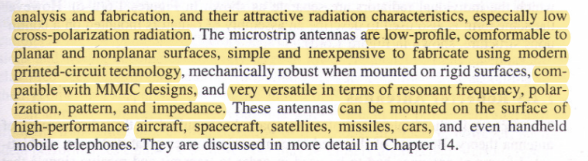 analysis and fabrication, and their attractive radiation characteristics, especially low
cross-polarization radiation. The microstrip antennas are low-profile, comformable to
planar and nonplanar surfaces, simple and inexpensive to fabricate using modern
printed-circuit technology, mechanically robust when mounted on rigid surfaces, com-
patible with MMIC designs, and very versatile in terms of resonant frequency, polar-
ization, pattern, and impedance. These antennas can be mounted on the surface of
high-performance aircraft, spacecraft, satellites, missiles, cars, and even handheld
mobile telephones. They are discussed in more detail in Chapter 14.